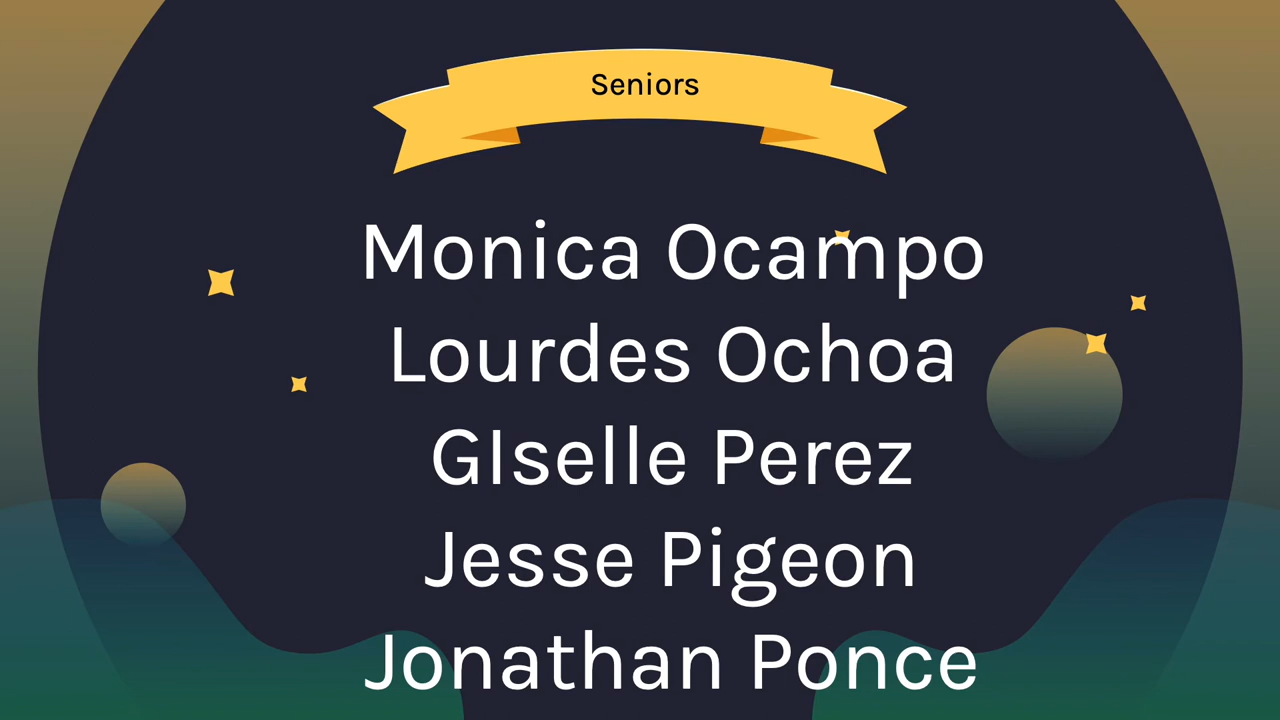 Seniors
Monica Ocampo
Lourdes Ochoa
GIselle Perez
Jesse Pigeon
Jonathan Ponce